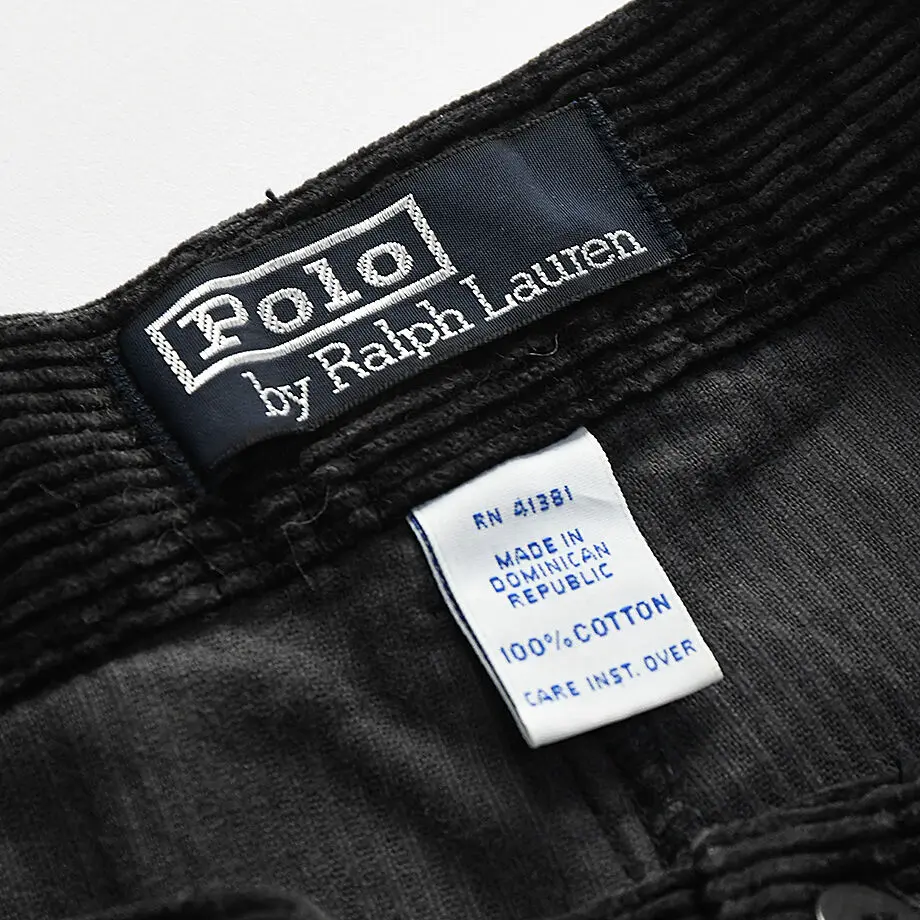 Polo
by Ralph Lauren
RN 41381
MADE IN
DOMINICAN
REPUBLIC
100% COTTON
CARE INST. OVER